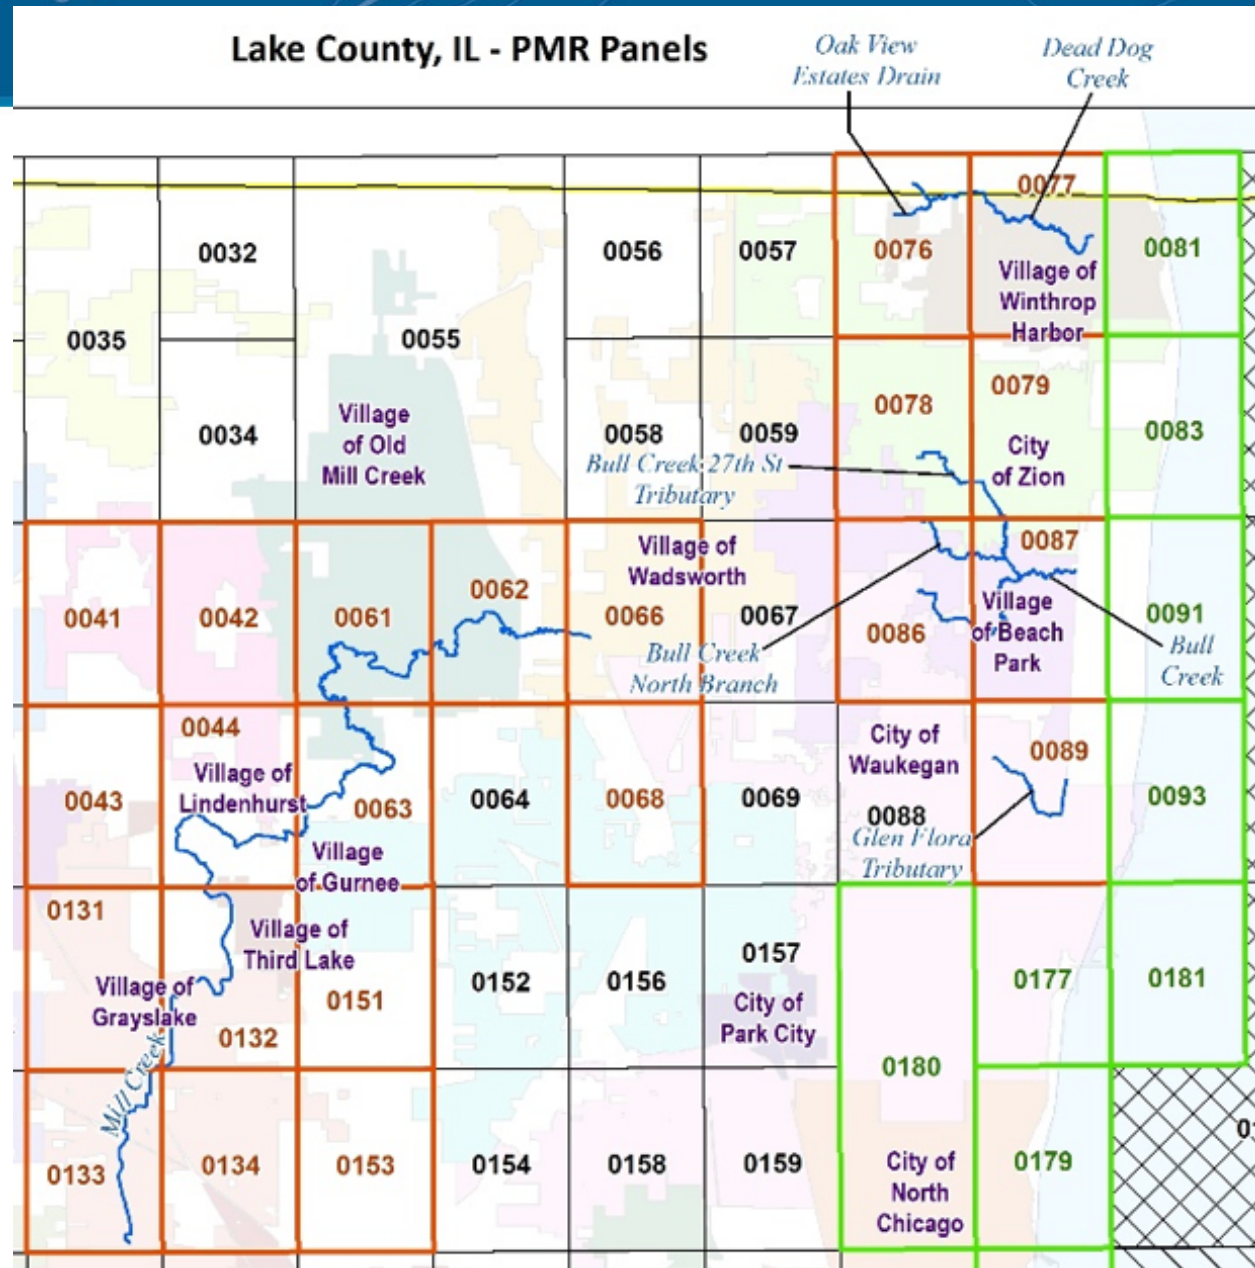 Lake County, IL - PMR Panels
Oak View
Estates Drain
Dead Dog
Creek
0077
0032
0056
0057
0076
0081
Village of
Winthrop
Harbor
0035
0055
0034
Village
of Old
Mill Creek
0058
0059
0078
0079
0083
Bull Creek 27th St
Tributary
City
of Zion
0041
0042
0061
0062
Village of
Wadsworth
0066
0067
0087
0086
Village
of Beach
Park
0091
Bull Creek
North Branch
Bull
Creek
0044
Village of
Lindenhurst
0043
0063
0064
0068
0069
City of
Waukegan
0088
0089
0093
Glen Flora
Tributary
Village
of Gurnee
0131
Village of
Third Lake
0151
0152
0156
0157
City of
Park City
0177
0181
Village of
Grayslake
0132
Mill Creek
0180
0133
0134
0153
0154
0158
0159
City of
North
Chicago
0179